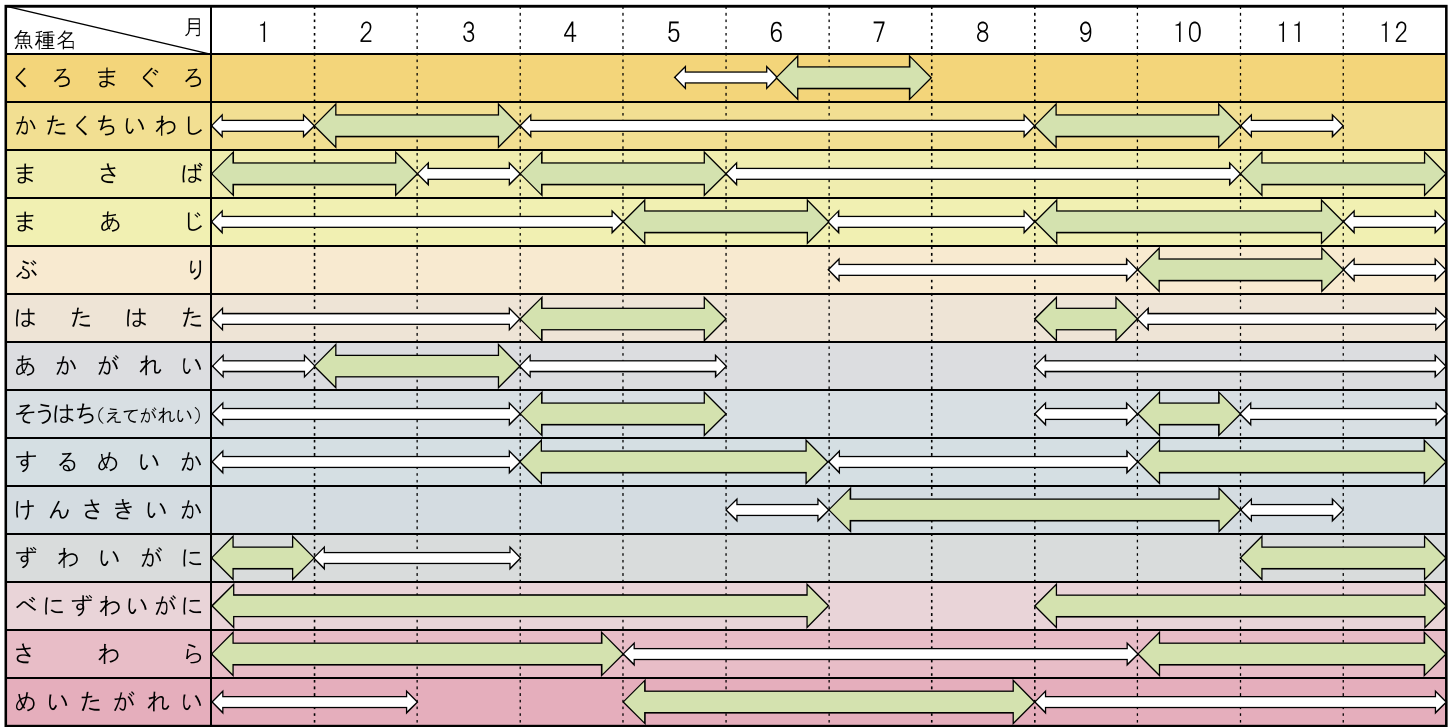 月
魚種名
1 2 3 4 5 6 7 8 9 10 11 12
くろまぐろ
かたくちいわし
まさば
まあじ
ぶり
はたはた
あかがれい
そうはち(えてがれい)
するめいか
けんさきいか
ずわいがに
べにずわいがに
さわら
めいたがれい